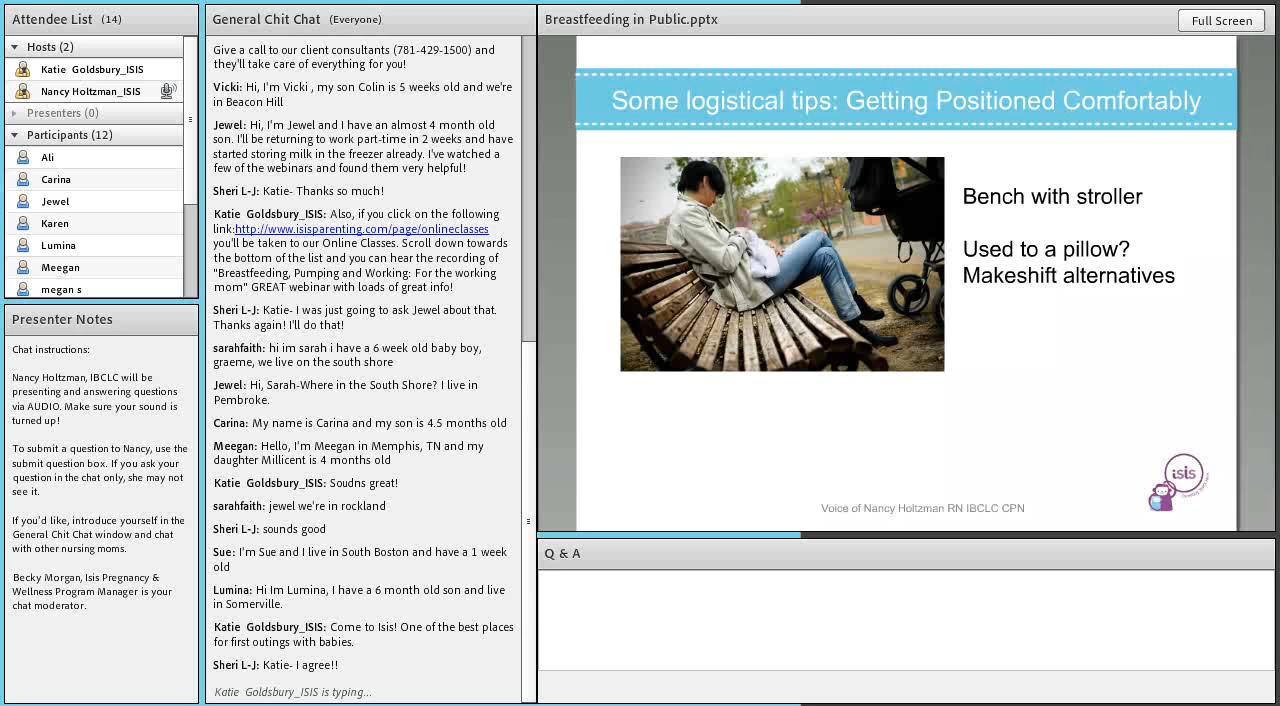 Attendee List (14)
Hosts (2)
Katie Goldsbury_ISIS
Nancy Holtzman_ISIS
Presenters (0)
Participants (12)
Ali
Carina
Jewel
Karen
Lumina
Meegan
megan s
Presenter Notes
Chat instructions:
Nancy Holtzman, IBCLC will be
presenting and answering questions
via AUDIO. Make sure your sound is
turned up!
To submit a question to Nancy, use the
submit question box. If you ask your
question in the chat only, she may not
see it.
If you'd like, introduce yourself in the
General Chit Chat window and chat
with other nursing moms.
Becky Morgan, Isis Pregnancy &
Wellness Program Manager is your
chat moderator.
General Chit Chat (Everyone)
Give a call to our client consultants (781-429-1500) and
they'll take care of everything for you!
Vicki: Hi, I'm Vicki , my son Colin is 5 weeks old and we're
in Beacon Hill
Jewel: Hi, I'm Jewel and I have an almost 4 month old
son. I'll be returning to work part-time in 2 weeks and have
started storing milk in the freezer already. I've watched a
few of the webinars and found them very helpful!
Sheri L-J: Katie- Thanks so much!
Katie Goldsbury_ISIS: Also, if you click on the following
link:http://www.isisparenting.com/page/onlineclasses
you'll be taken to our Online Classes. Scroll down towards
the bottom of the list and you can hear the recording of
"Breastfeeding, Pumping and Working: For the working
mom" GREAT webinar with loads of great info!
Sheri L-J: Katie- I was just going to ask Jewel about that.
Thanks again! I'll do that!
sarahfaith: hi im sarah i have a 6 week old baby boy,
graeme, we live on the south shore
Jewel: Hi, Sarah-Where in the South Shore? I live in
Pembroke.
Carina: My name is Carina and my son is 4.5 months old
Meegan: Hello, I'm Meegan in Memphis, TN and my
daughter Millicent is 4 months old
Katie Goldsbury_ISIS: Soudns great!
sarahfaith: jewel we're in rockland
Sheri L-J: sounds good
Sue: I'm Sue and I live in South Boston and have a 1 week
old
Lumina: Hi Im Lumina, I have a 6 month old son and live
in Somerville.
Katie Goldsbury_ISIS: Come to Isis! One of the best places
for first outings with babies.
Sheri L-J: Katie- I agree!!
Katie Goldsbury_ISIS is typing...
Breastfeeding in Public.pptx
Full Screen
Some logistical tips: Getting Positioned Comfortably
Bench with stroller
Used to a pillow?
Makeshift alternatives
isis
Voice of Nancy Holtzman RN IBCLC CPN
Q & A